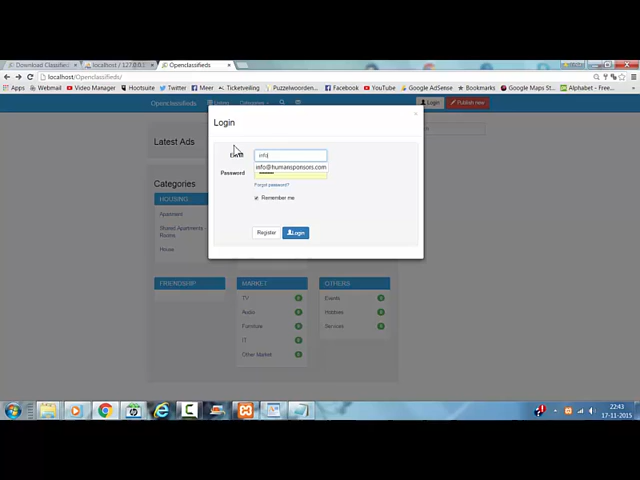 Download Classified
localhost / 127.0.0.1
Openclassifieds
localhost/Openclassifieds/
Apps Webmail Video Manager Hootsuite Twitter Meer Ticketveiling Puzzelwoorden... Facebook Google AdSense Bookmarks YouTube Google Maps St... Alphabet - Free...
Openclassifieds Listing Categories Login Publish new
Login
Latest Ads
Email info
info@humansponsors.com
Password
Forgot password?
Remember me
Register Login
Categories
HOUSING
Apartment
Shared Apartments -
Rooms
House
FRIENDSHIP MARKET OTHERS
TV Events
Audio Hobbies
Furniture Services
IT
Other Market
22:43
17-11-2015